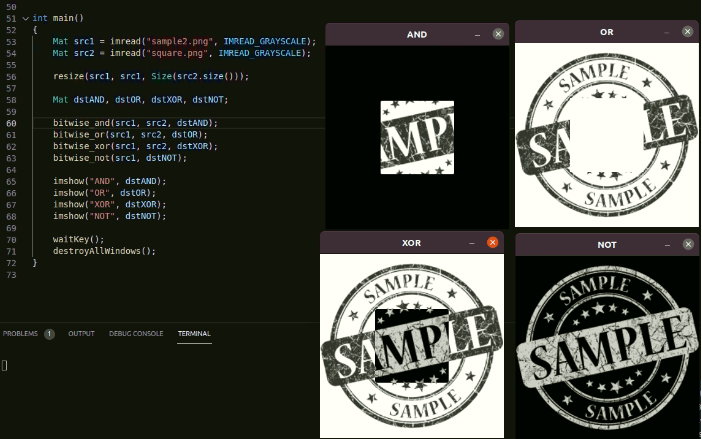 50
51 int main()
52 {
53 Mat src1 = imread("sample2.png", IMREAD_GRAYSCALE);
54 Mat src2 = imread("square.png", IMREAD_GRAYSCALE);
55
56 resize(src1, src1, Size(src2.size()));
57
58 Mat dstAND, dstOR, dstXOR, dstNOT;
59
60 bitwise_and(src1, src2, dstAND);
61 bitwise_or(src1, src2, dstOR);
62 bitwise_xor(src1, src2, dstXOR);
63 bitwise_not(src1, dstNOT);
64
65 imshow("AND", dstAND);
66 imshow("OR", dstOR);
67 imshow("XOR", dstXOR);
68 imshow("NOT", dstNOT);
69
70 waitKey();
71 destroyAllWindows();
72 }
73
PROBLEMS 1 OUTPUT DEBUG CONSOLE TERMINAL
AND
AMP
OR
SAMPLE
SA LE
SAMPLE
XOR
SAMPLE
SAMPLE
SAMPLE
NOT
SAMPLE
SAMPLE
SAMPLE